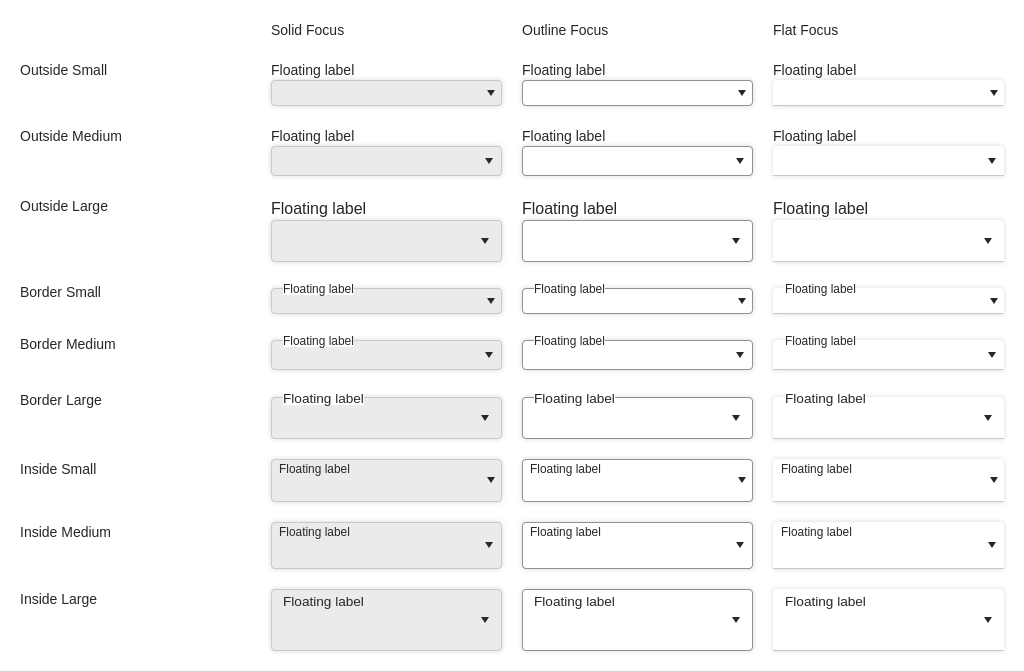 Solid Focus Outline Focus Flat Focus
Outside Small Floating label Floating label Floating label
Outside Medium Floating label Floating label Floating label
Outside Large Floating label Floating label Floating label
Border Small Floating label Floating label Floating label
Border Medium Floating label Floating label Floating label
Border Large Floating label Floating label Floating label
Inside Small Floating label Floating label Floating label
Inside Medium Floating label Floating label Floating label
Inside Large Floating label Floating label Floating label